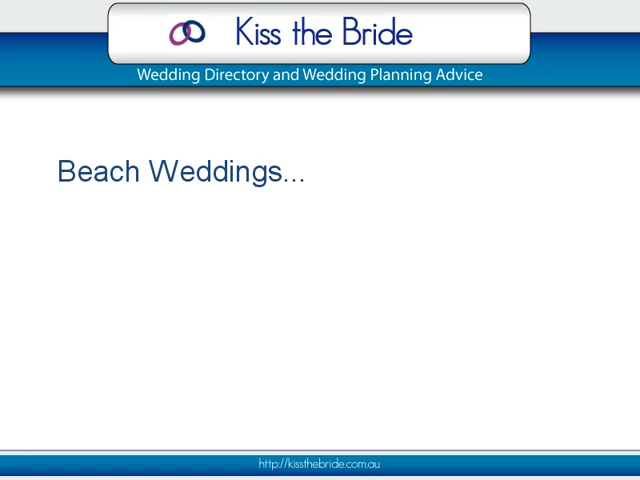 Kiss the Bride
Wedding Directory and Wedding Planning Advice
Beach Weddings...
http://kissthebride.com.au